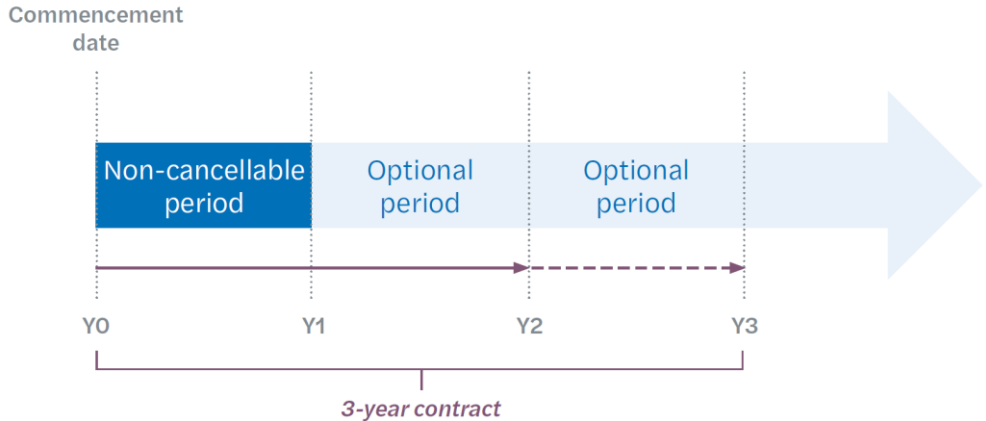 Commencement
date
Non-cancellable
period
Optional
period
Optional
period
Y0
Y1
Y2
Y3
3-year contract